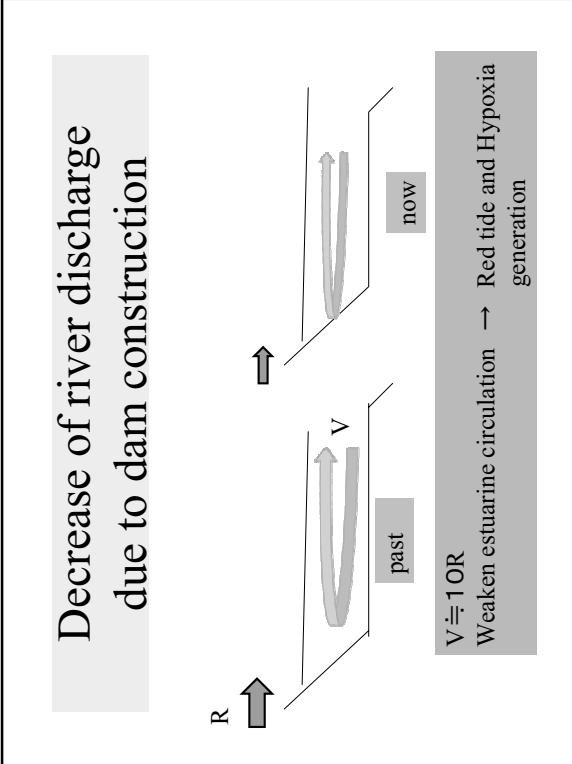 Decrease of river discharge
due to dam construction
R
V
past
now
V≒10R
Weaken estuarine circulation → Red tide and Hypoxia
generation